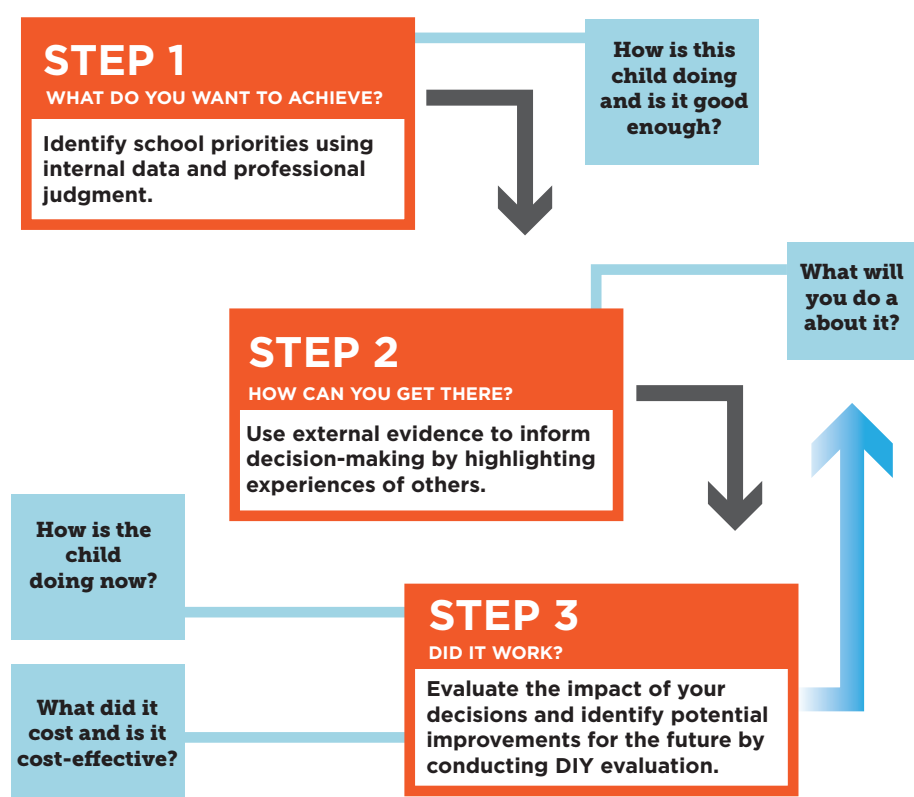 STEP 1
WHAT DO YOU WANT TO ACHIEVE?
Identify school priorities using
internal data and professional
judgment.
How is this
child doing
and is it good
enough?
What will
you do a
about it?
STEP 2
HOW CAN YOU GET THERE?
Use external evidence to inform
decision-making by highlighting
experiences of others.
How is the
child
doing now?
STEP 3
DID IT WORK?
Evaluate the impact of your
decisions and identify potential
improvements for the future by
conducting DIY evaluation.
What did it
cost and is it
cost-effective?